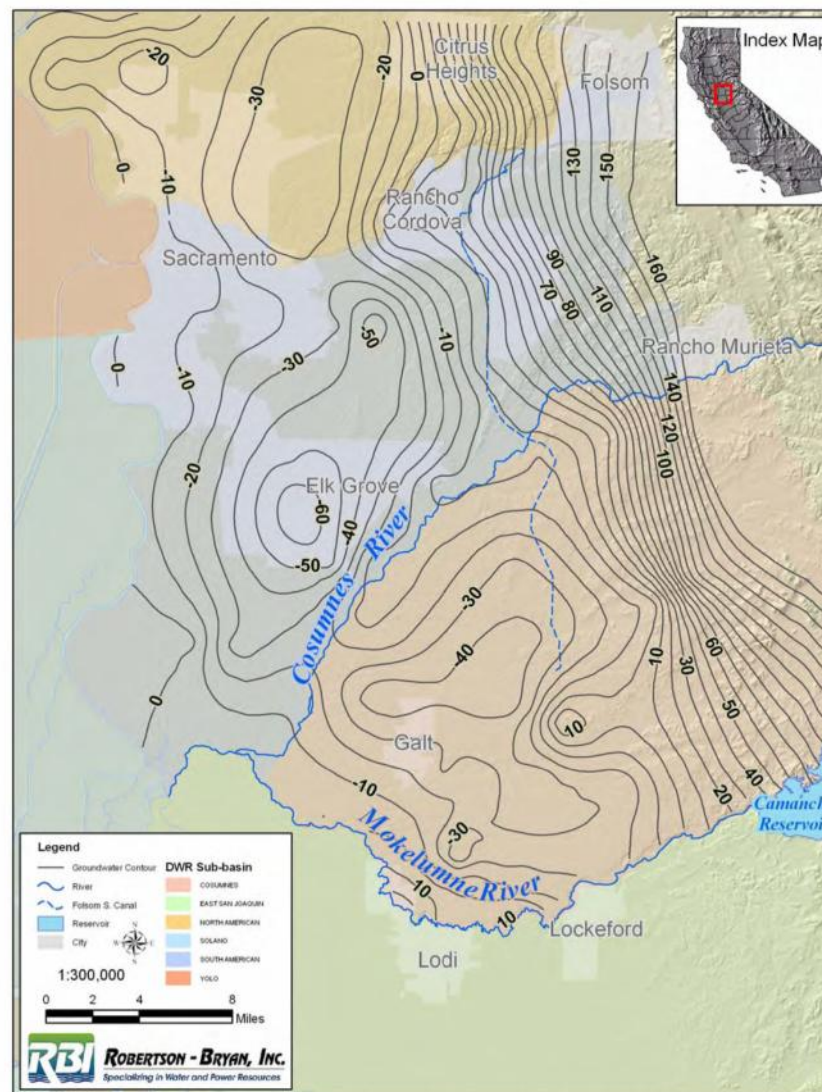 Citrus
Heights
Folsom
Index Map
-20
-30
-20
0
130
150
0
-10
Rancho
Cordova
Sacramento
160
90
70
80
110
-50
-10
-30
Rancho Murieta
0
-10
140
120
100
-20
Elk Grove
-60
-40
-50
Cosumnes River
-30
-40
10
60
30
50
0
10
Galt
-10
40
20
Camanche
Reservoir
-30
Mokelumne River
10
10
Lockeford
Lodi
Legend
Groundwater Contour
River
Folsom S. Canal
Reservoir
City
N
W
E
S
DWR Sub-basin
COSUMNES
EAST SAN JOAQUIN
NORTH AMERICAN
SOLANO
SOUTH AMERICAN
YOLO
1:300,000
0 2 4 8
Miles
RBI ROBERTSON - BRYAN, INC.
Specializing in Water and Power Resources